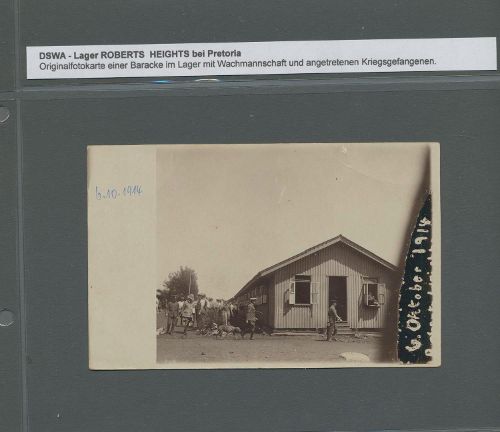 DSWA - Lager ROBERTS HEIGHTS bei Pretoria
Originalfotokarte einer Baracke im Lager mit Wachmannschaft und angetretenen Kriegsgefangenen.
6.10.1914
6. Oktober 1914